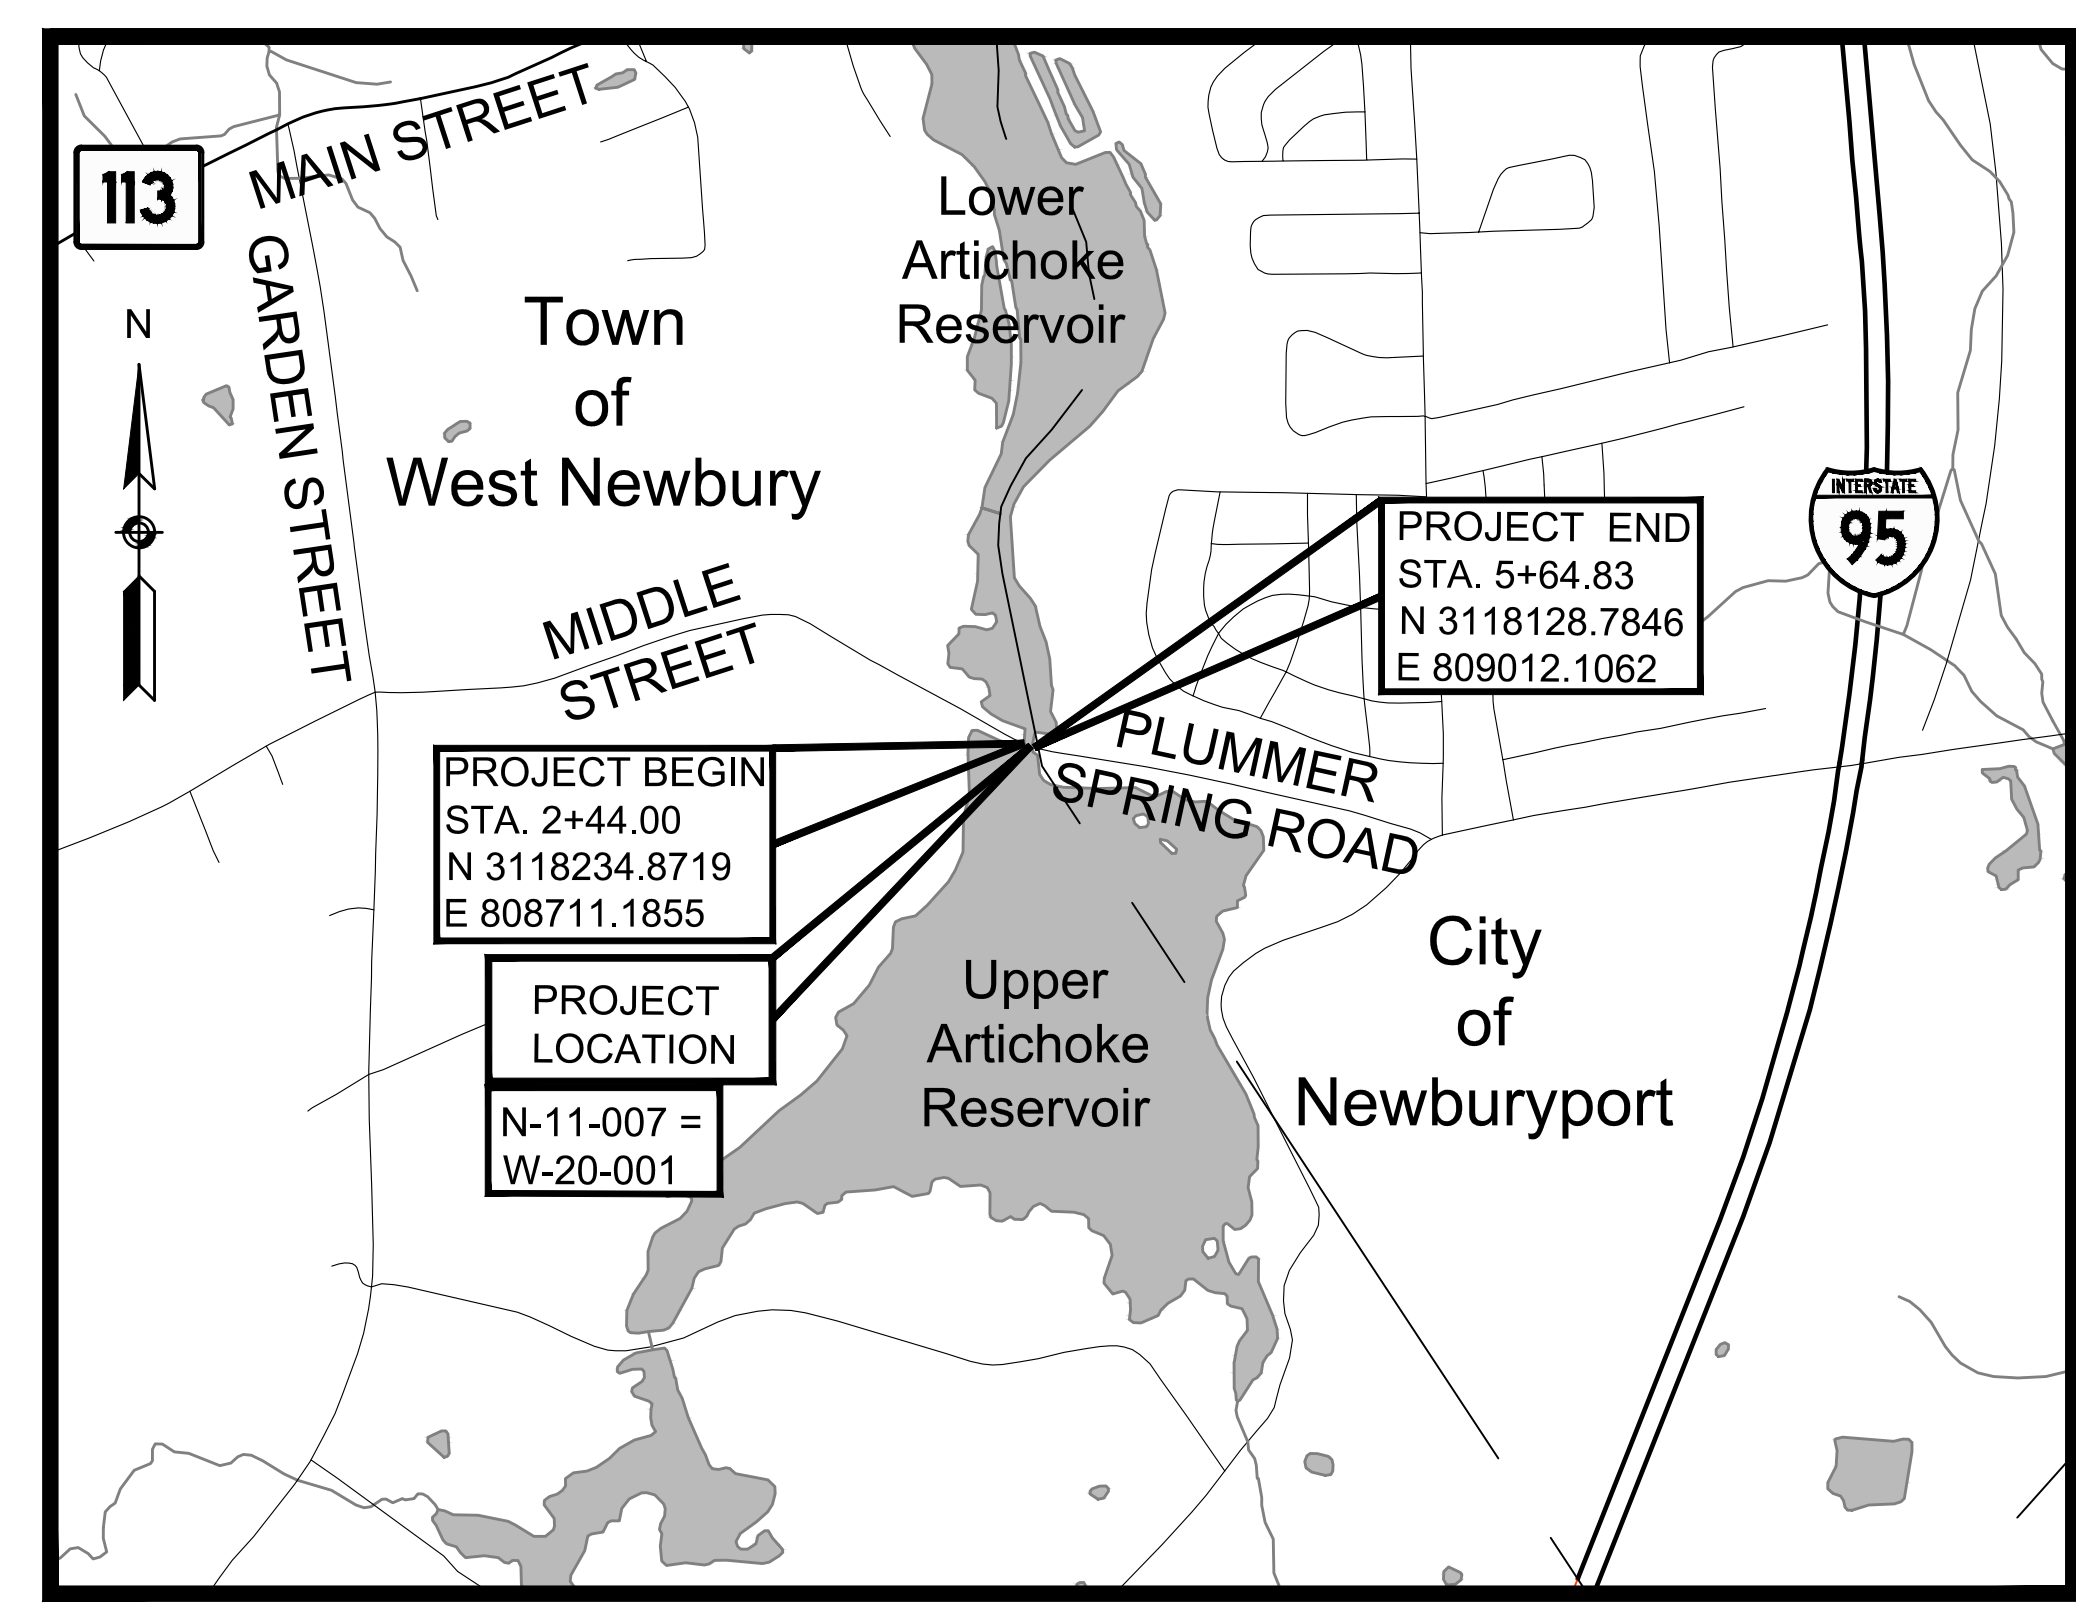 MAIN STREET
113
GARDEN STREET
N
Town
of
West Newbury
Lower
Artichoke
Reservoir
INTERSTATE
95
PROJECT END
STA. 5+64.83
N 3118128.7846
E 809012.1062
MIDDLE
STREET
PLUMMER
SPRING ROAD
PROJECT BEGIN
STA. 2+44.00
N 3118234.8719
E 808711.1855
PROJECT
LOCATION
N-11-007 =
W-20-001
Upper
Artichoke
Reservoir
City
of
Newburyport